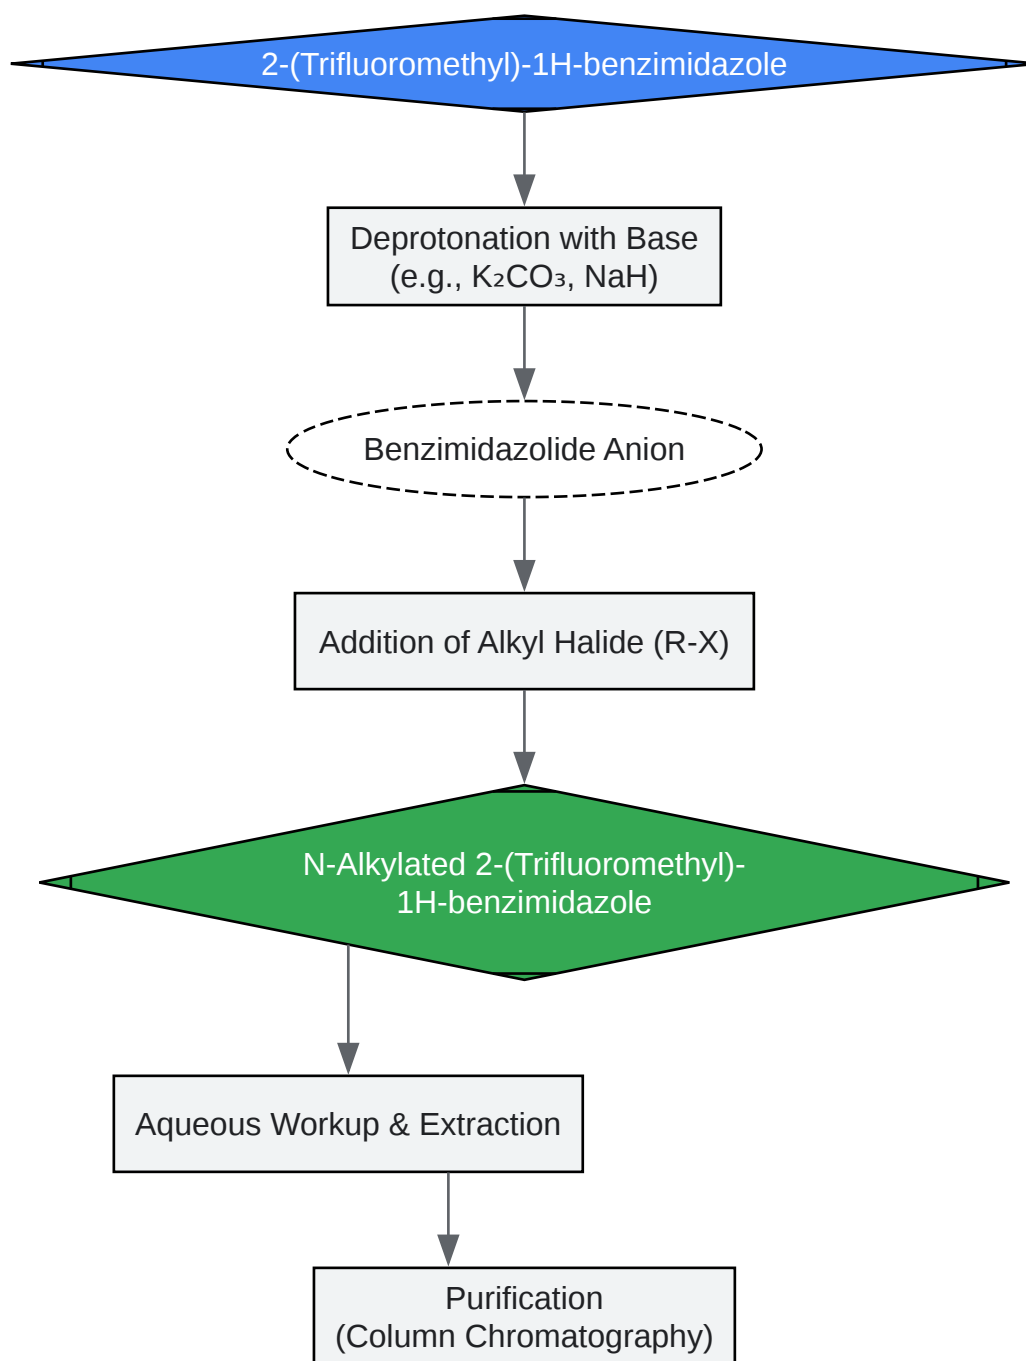 2-(Trifluoromethyl)-1H-benzimidazole
Deprotonation with Base
(e.g., K₂CO₃, NaH)
Benzimidazolide Anion
Addition of Alkyl Halide (R-X)
N-Alkylated 2-(Trifluoromethyl)-
1H-benzimidazole
Aqueous Workup & Extraction
Purification
(Column Chromatography)